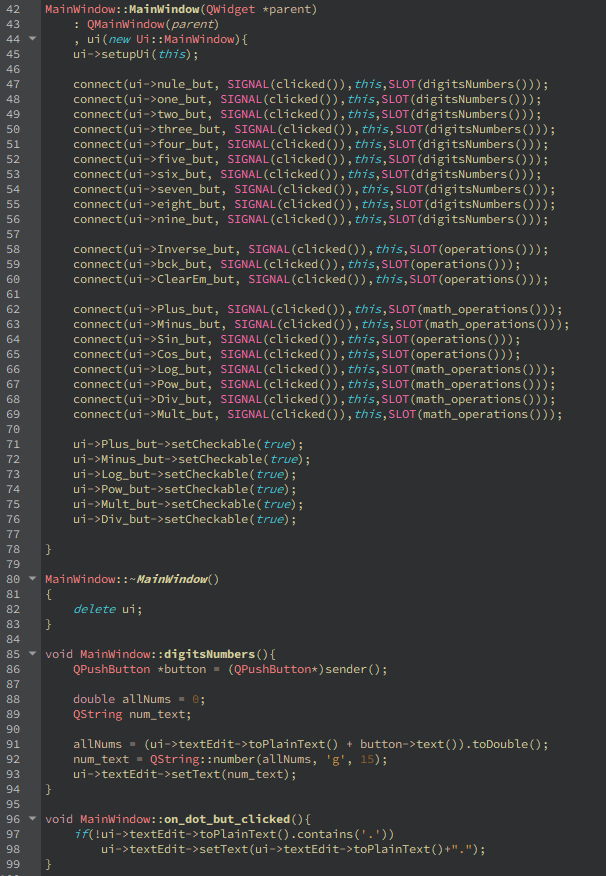 42 MainWindow::MainWindow(QWidget *parent)
43     : QMainWindow(parent)
44     , ui(new Ui::MainWindow){
45     ui->setupUi(this);
46
47     connect(ui->nule_but, SIGNAL(clicked()),this,SLOT(digitsNumbers()));
48     connect(ui->one_but, SIGNAL(clicked()),this,SLOT(digitsNumbers()));
49     connect(ui->two_but, SIGNAL(clicked()),this,SLOT(digitsNumbers()));
50     connect(ui->three_but, SIGNAL(clicked()),this,SLOT(digitsNumbers()));
51     connect(ui->four_but, SIGNAL(clicked()),this,SLOT(digitsNumbers()));
52     connect(ui->five_but, SIGNAL(clicked()),this,SLOT(digitsNumbers()));
53     connect(ui->six_but, SIGNAL(clicked()),this,SLOT(digitsNumbers()));
54     connect(ui->seven_but, SIGNAL(clicked()),this,SLOT(digitsNumbers()));
55     connect(ui->eight_but, SIGNAL(clicked()),this,SLOT(digitsNumbers()));
56     connect(ui->nine_but, SIGNAL(clicked()),this,SLOT(digitsNumbers()));
57
58     connect(ui->Inverse_but, SIGNAL(clicked()),this,SLOT(operations()));
59     connect(ui->bck_but, SIGNAL(clicked()),this,SLOT(operations()));
60     connect(ui->ClearEm_but, SIGNAL(clicked()),this,SLOT(operations()));
61
62     connect(ui->Plus_but, SIGNAL(clicked()),this,SLOT(math_operations()));
63     connect(ui->Minus_but, SIGNAL(clicked()),this,SLOT(math_operations()));
64     connect(ui->Sin_but, SIGNAL(clicked()),this,SLOT(operations()));
65     connect(ui->Cos_but, SIGNAL(clicked()),this,SLOT(operations()));
66     connect(ui->Log_but, SIGNAL(clicked()),this,SLOT(math_operations()));
67     connect(ui->Pow_but, SIGNAL(clicked()),this,SLOT(math_operations()));
68     connect(ui->Div_but, SIGNAL(clicked()),this,SLOT(math_operations()));
69     connect(ui->Mult_but, SIGNAL(clicked()),this,SLOT(math_operations()));
70
71     ui->Plus_but->setCheckable(true);
72     ui->Minus_but->setCheckable(true);
73     ui->Log_but->setCheckable(true);
74     ui->Pow_but->setCheckable(true);
75     ui->Mult_but->setCheckable(true);
76     ui->Div_but->setCheckable(true);
77
78 }
79
80 MainWindow::~MainWindow()
81 {
82     delete ui;
83 }
84
85 void MainWindow::digitsNumbers(){
86     QPushButton *button = (QPushButton*)sender();
87
88     double allNums = 0;
89     QString num_text;
90
91     allNums = (ui->textEdit->toPlainText() + button->text()).toDouble();
92     num_text = QString::number(allNums, 'g', 15);
93     ui->textEdit->setText(num_text);
94 }
95
96 void MainWindow::on_dot_but_clicked(){
97     if(!ui->textEdit->toPlainText().contains('.'))
98         ui->textEdit->setText(ui->textEdit->toPlainText()+".");
99 }